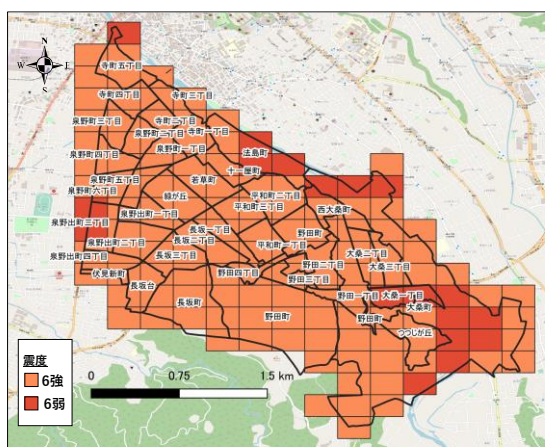 N
W E
S
寺町五丁目
寺町四丁目
寺町三丁目
泉野町三丁目
寺町二丁目
泉野町二丁目
寺町一丁目
泉野町一丁目
法島町
泉野町四丁目
十一屋町
泉野町五丁目
若草町
泉野町六丁目
緑が丘
平和町二丁目
平和町三丁目
西大桑町
泉野出町三丁目
泉野出町一丁目
長坂一丁目
野田町
長坂二丁目
平和町一丁目
泉野出町二丁目
大桑二丁目
泉野出町四丁目
長坂三丁目
野田二丁目
大桑三丁目
伏見新町
野田四丁目
野田三丁目
長坂台
長坂町
野田一丁目
大桑一丁目
大桑町
野田町
野田町
つつじが丘
震度
6強
6弱
0 0.75 1.5 km